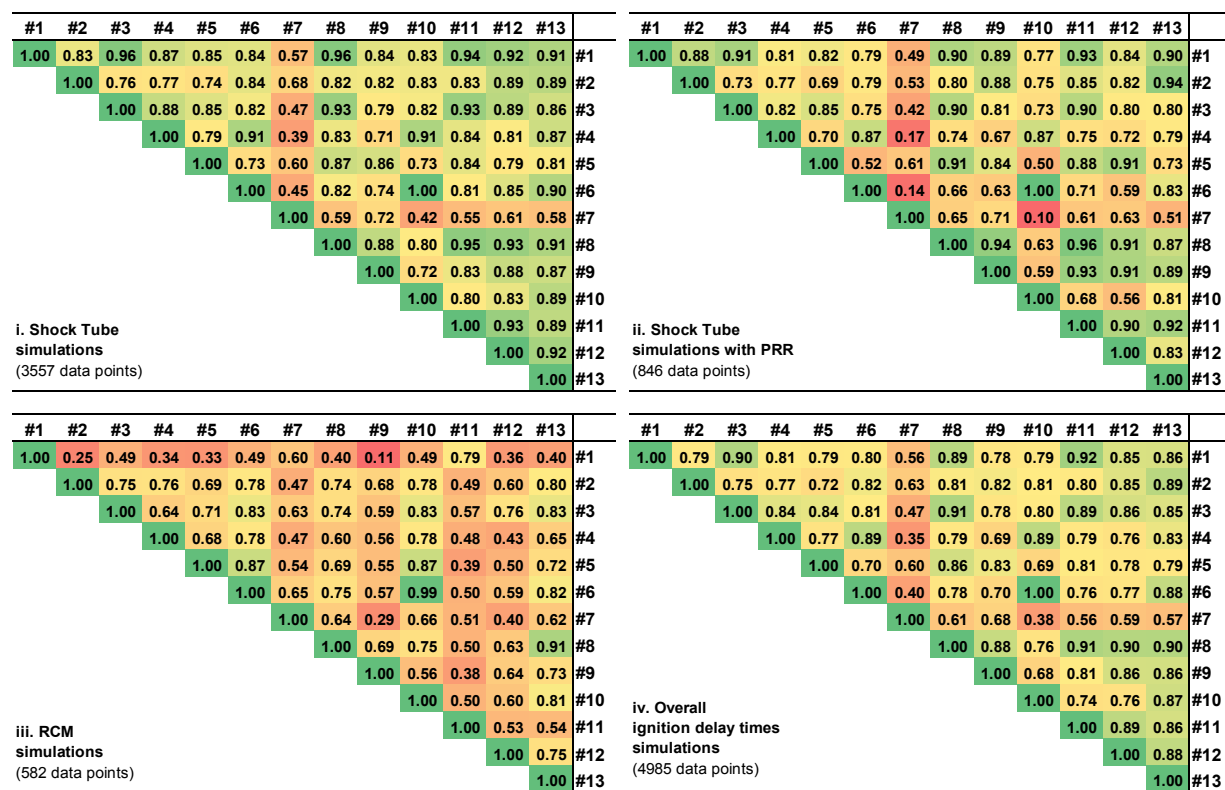 #1 #2 #3 #4 #5 #6 #7 #8 #9 #10 #11 #12 #13
1.00 0.83 0.96 0.87 0.85 0.84 0.57 0.96 0.84 0.83 0.94 0.92 0.91 #1
1.00 0.76 0.77 0.74 0.84 0.68 0.82 0.82 0.83 0.83 0.89 0.89 #2
1.00 0.88 0.85 0.82 0.47 0.93 0.79 0.82 0.93 0.89 0.86 #3
1.00 0.79 0.91 0.39 0.83 0.71 0.91 0.84 0.81 0.87 #4
1.00 0.73 0.60 0.87 0.86 0.73 0.84 0.79 0.81 #5
1.00 0.45 0.82 0.74 1.00 0.81 0.85 0.90 #6
1.00 0.59 0.72 0.42 0.55 0.61 0.58 #7
1.00 0.88 0.80 0.95 0.93 0.91 #8
1.00 0.72 0.83 0.88 0.87 #9
1.00 0.80 0.83 0.89 #10
1.00 0.93 0.89 #11
1.00 0.92 #12
1.00 #13
i. Shock Tube
simulations
(3557 data points)
#1 #2 #3 #4 #5 #6 #7 #8 #9 #10 #11 #12 #13
1.00 0.88 0.91 0.81 0.82 0.79 0.49 0.90 0.89 0.77 0.93 0.84 0.90 #1
1.00 0.73 0.77 0.69 0.79 0.53 0.80 0.88 0.75 0.85 0.82 0.94 #2
1.00 0.82 0.85 0.75 0.42 0.90 0.81 0.73 0.90 0.80 0.80 #3
1.00 0.70 0.87 0.17 0.74 0.67 0.87 0.75 0.72 0.79 #4
1.00 0.52 0.61 0.91 0.84 0.50 0.88 0.91 0.73 #5
1.00 0.14 0.66 0.63 1.00 0.71 0.59 0.83 #6
1.00 0.65 0.71 0.10 0.61 0.63 0.51 #7
1.00 0.94 0.63 0.96 0.91 0.87 #8
1.00 0.59 0.93 0.91 0.89 #9
1.00 0.68 0.56 0.81 #10
1.00 0.90 0.92 #11
1.00 0.83 #12
1.00 #13
ii. Shock Tube
simulations with PRR
(846 data points)
#1 #2 #3 #4 #5 #6 #7 #8 #9 #10 #11 #12 #13
1.00 0.25 0.49 0.34 0.33 0.49 0.60 0.40 0.11 0.49 0.79 0.36 0.40 #1
1.00 0.75 0.76 0.69 0.78 0.47 0.74 0.68 0.78 0.49 0.60 0.80 #2
1.00 0.64 0.71 0.83 0.63 0.74 0.59 0.83 0.57 0.76 0.83 #3
1.00 0.68 0.78 0.47 0.60 0.56 0.78 0.48 0.43 0.65 #4
1.00 0.87 0.54 0.69 0.55 0.87 0.39 0.50 0.72 #5
1.00 0.65 0.75 0.57 0.99 0.50 0.59 0.82 #6
1.00 0.64 0.29 0.66 0.51 0.40 0.62 #7
1.00 0.69 0.75 0.50 0.63 0.91 #8
1.00 0.56 0.38 0.64 0.73 #9
1.00 0.50 0.60 0.81 #10
1.00 0.53 0.54 #11
1.00 0.75 #12
1.00 #13
iii. RCM
simulations
(582 data points)
#1 #2 #3 #4 #5 #6 #7 #8 #9 #10 #11 #12 #13
1.00 0.79 0.90 0.81 0.79 0.80 0.56 0.89 0.78 0.79 0.92 0.85 0.86 #1
1.00 0.75 0.77 0.72 0.82 0.63 0.81 0.82 0.81 0.80 0.85 0.89 #2
1.00 0.84 0.84 0.81 0.47 0.91 0.78 0.80 0.89 0.86 0.85 #3
1.00 0.77 0.89 0.35 0.79 0.69 0.89 0.79 0.76 0.83 #4
1.00 0.70 0.60 0.86 0.83 0.69 0.81 0.78 0.79 #5
1.00 0.40 0.78 0.70 1.00 0.76 0.77 0.88 #6
1.00 0.61 0.68 0.38 0.56 0.59 0.57 #7
1.00 0.88 0.76 0.91 0.90 0.90 #8
1.00 0.68 0.81 0.86 0.86 #9
1.00 0.74 0.76 0.87 #10
1.00 0.89 0.86 #11
1.00 0.88 #12
1.00 #13
iv. Overall
ignition delay times
simulations
(4985 data points)